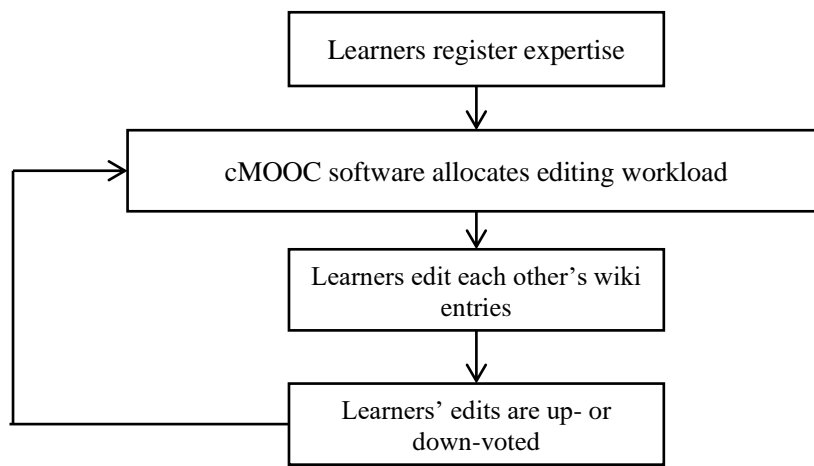 Learners register expertise
cMOOC software allocates editing workload
Learners edit each other’s wiki
entries
Learners’ edits are up- or
down-voted